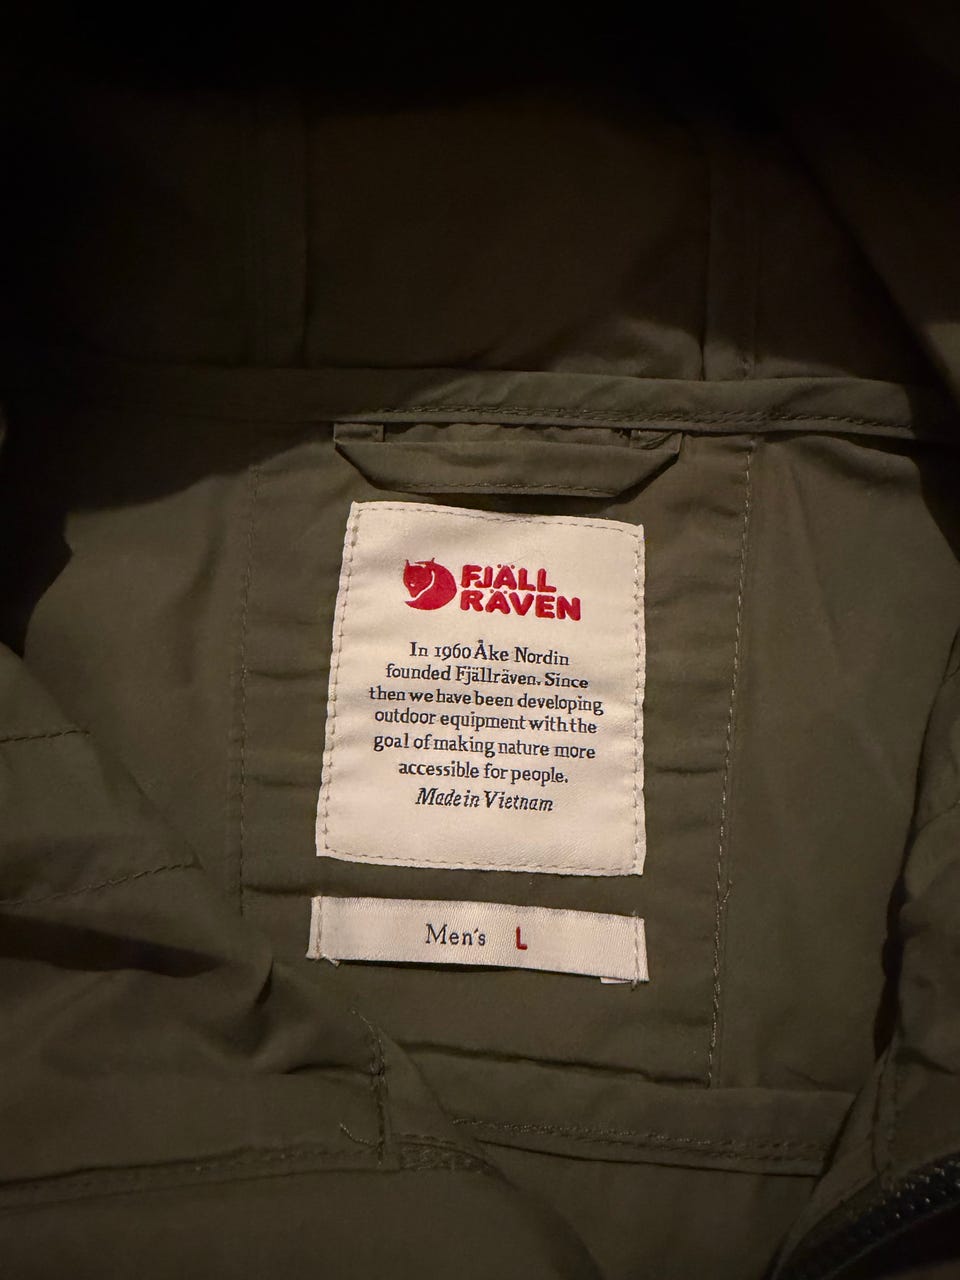 FJÄLL
RÄVEN
In 1960 Åke Nordin
founded Fjällräven. Since
then we have been developing
outdoor equipment with the
goal of making nature more
accessible for people.
Made in Vietnam
Men's L